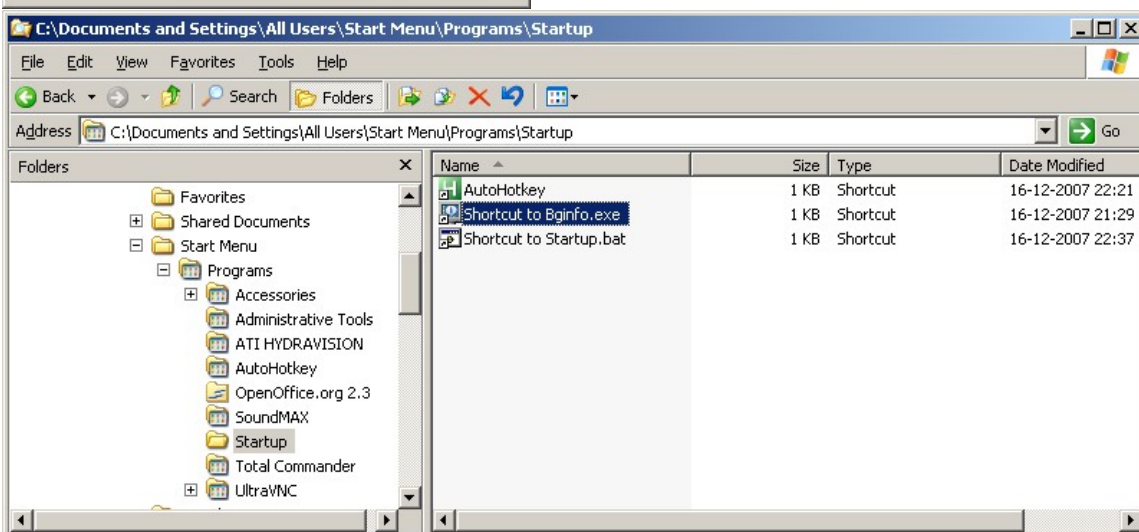 C:\Documents and Settings\All Users\Start Menu\Programs\Startup
File Edit View Favorites Tools Help
Back Search Folders
Address C:\Documents and Settings\All Users\Start Menu\Programs\Startup Go
Folders Name Size Type Date Modified
Favorites AutoHotkey 1 KB Shortcut 16-12-2007 22:21
Shared Documents Shortcut to Bginfo.exe 1 KB Shortcut 16-12-2007 21:29
Start Menu Shortcut to Startup.bat 1 KB Shortcut 16-12-2007 22:37
Programs
Accessories
Administrative Tools
ATI HYDRAVISION
AutoHotkey
OpenOffice.org 2.3
SoundMAX
Startup
Total Commander
UltraVNC